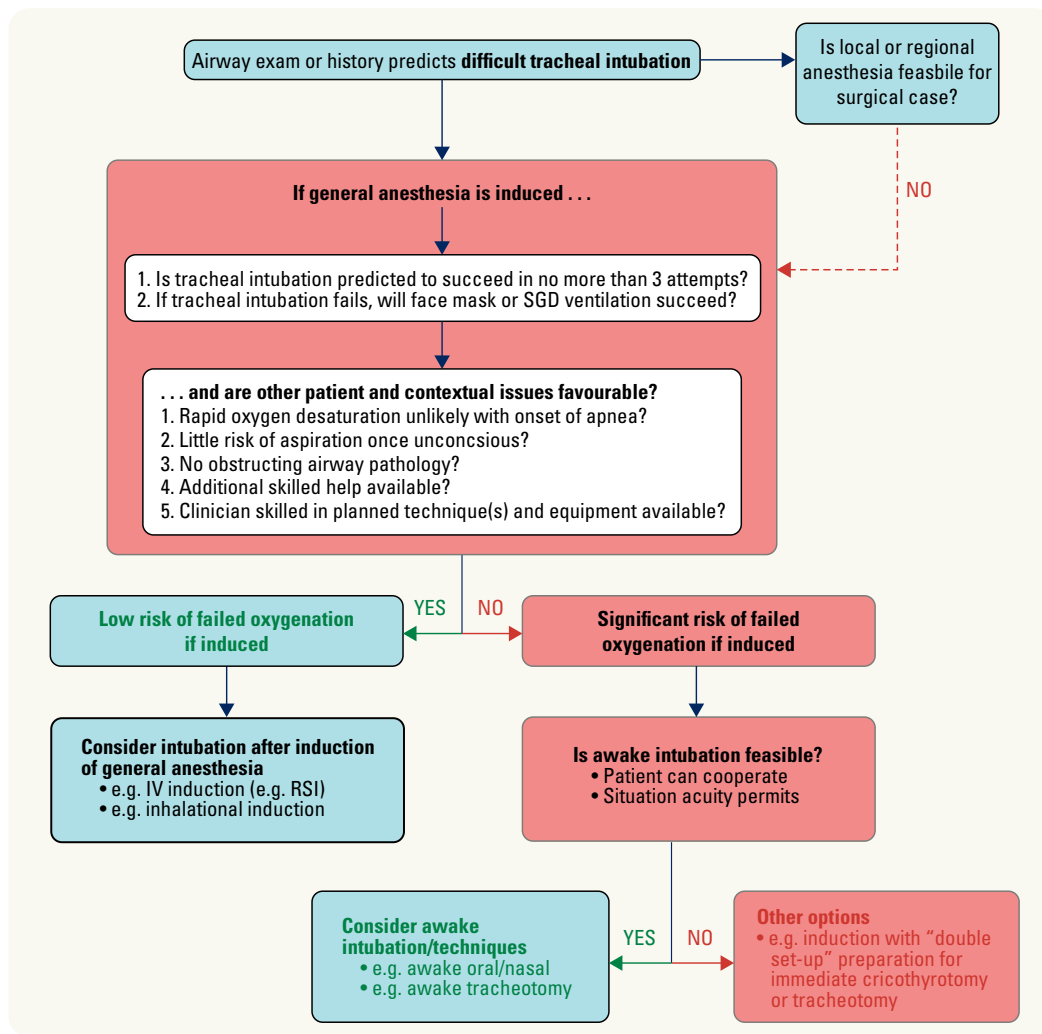 Airway exam or history predicts difficult tracheal intubation
Is local or regional
anesthesia feasbile for
surgical case?
NO
If general anesthesia is induced . . .
1. Is tracheal intubation predicted to succeed in no more than 3 attempts?
2. If tracheal intubation fails, will face mask or SGD ventilation succeed?
. . . and are other patient and contextual issues favourable?
1. Rapid oxygen desaturation unlikely with onset of apnea?
2. Little risk of aspiration once unconcsious?
3. No obstructing airway pathology?
4. Additional skilled help available?
5. Clinician skilled in planned technique(s) and equipment available?
YES
NO
Low risk of failed oxygenation
if induced
Significant risk of failed
oxygenation if induced
Consider intubation after induction
of general anesthesia
• e.g. IV induction (e.g. RSI)
• e.g. inhalational induction
Is awake intubation feasible?
• Patient can cooperate
• Situation acuity permits
YES
NO
Consider awake
intubation/techniques
• e.g. awake oral/nasal
• e.g. awake tracheotomy
Other options
• e.g. induction with “double
set-up” preparation for
immediate cricothyrotomy
or tracheotomy